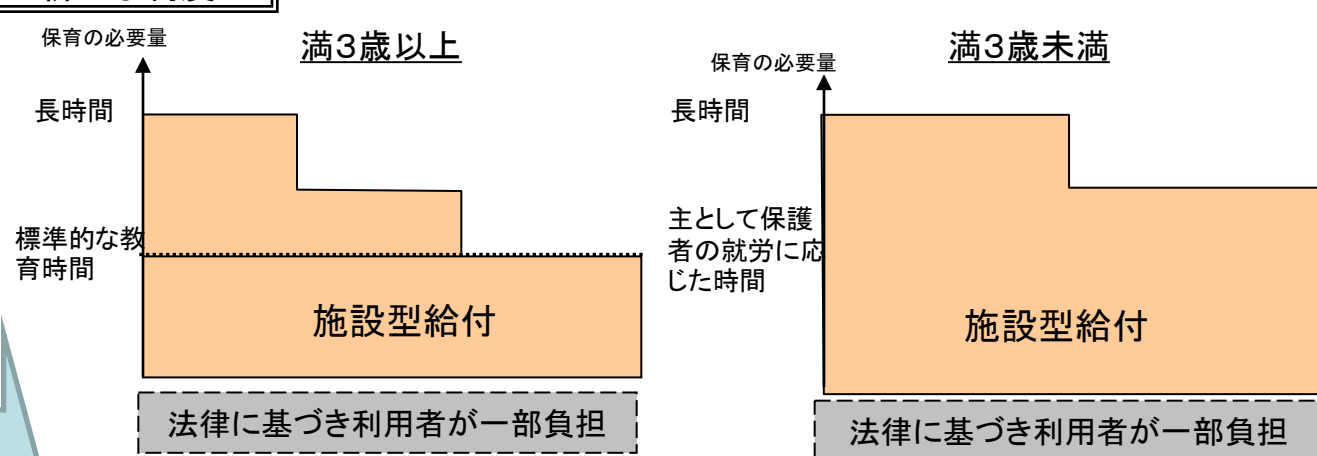 保育の必要量
満3歳以上
長時間
標準的な教
育時間
施設型給付
法律に基づき利用者が一部負担
保育の必要量
満3歳未満
長時間
主として保護
者の就労に応
じた時間
施設型給付
法律に基づき利用者が一部負担